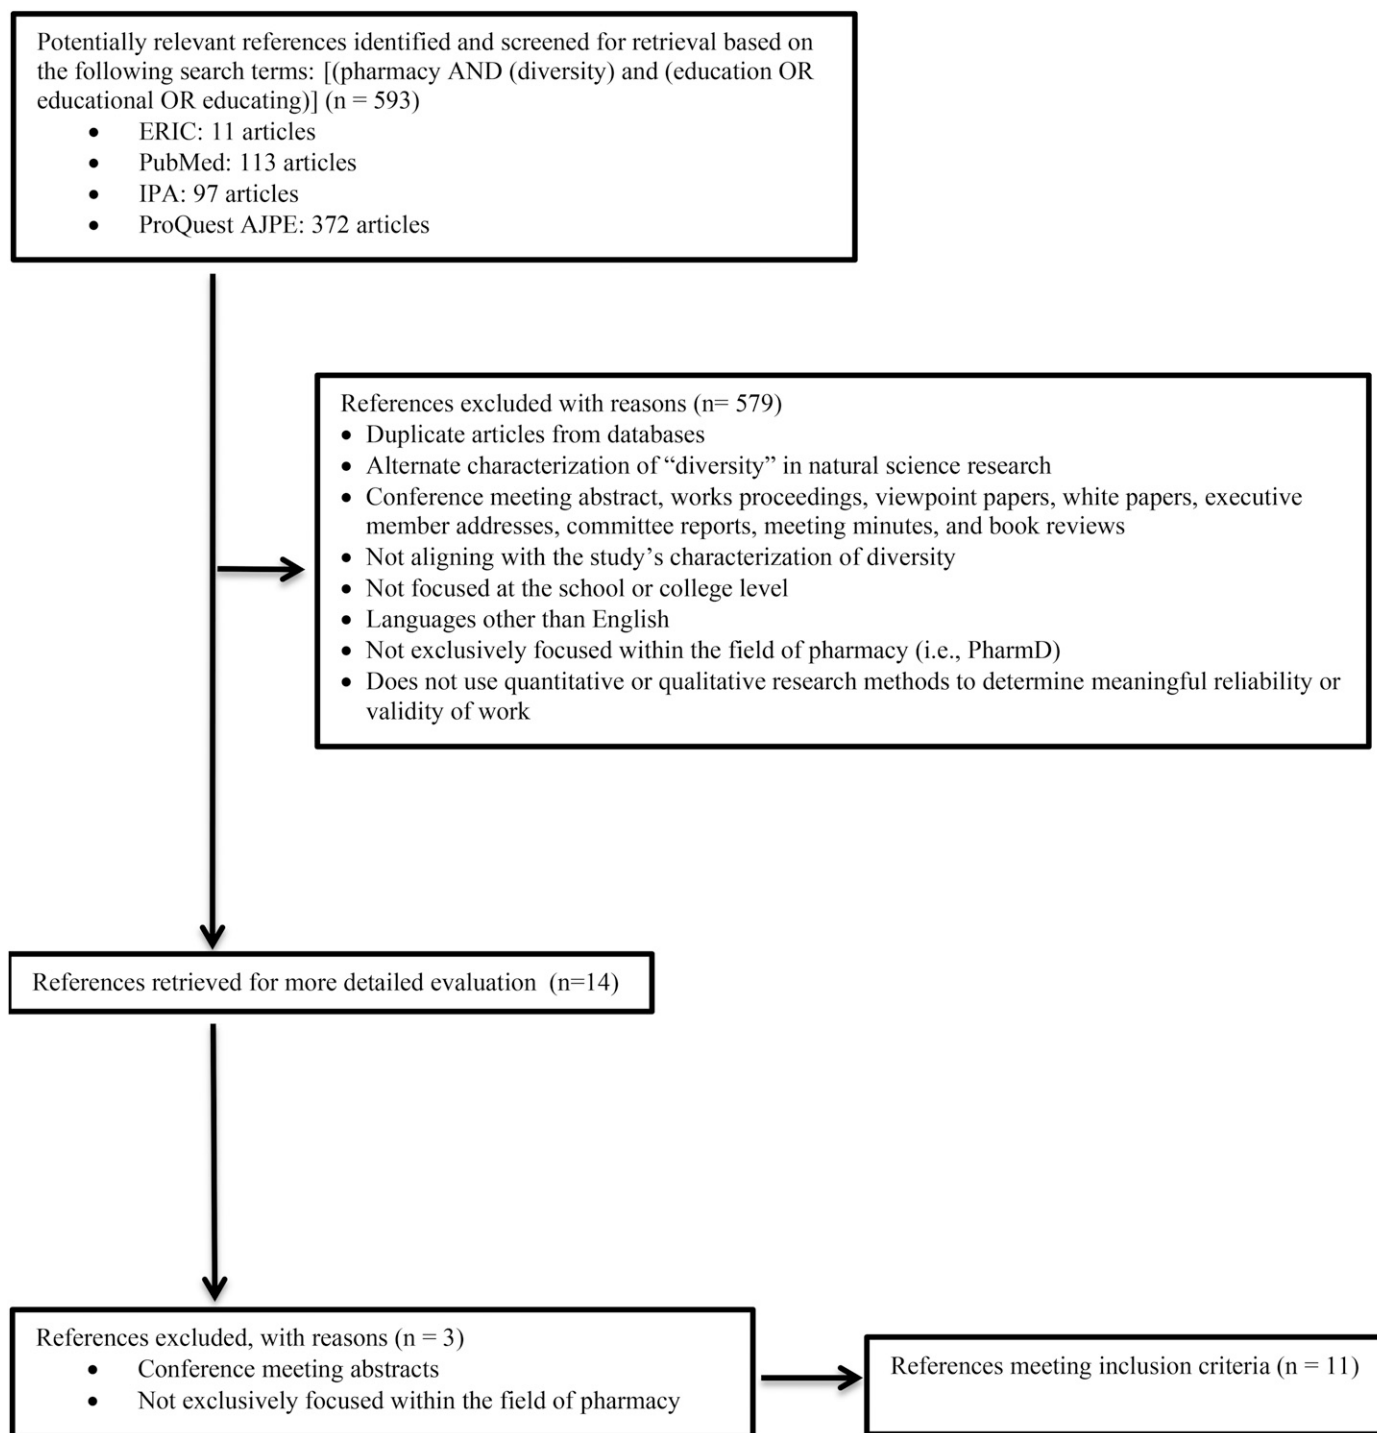 Potentially relevant references identified and screened for retrieval based on
the following search terms: [(pharmacy AND (diversity) and (education OR
educational OR educating)] (n = 593)
• ERIC: 11 articles
• PubMed: 113 articles
• IPA: 97 articles
• ProQuest AJPE: 372 articles
References excluded with reasons (n= 579)
• Duplicate articles from databases
• Alternate characterization of “diversity” in natural science research
• Conference meeting abstract, works proceedings, viewpoint papers, white papers, executive
member addresses, committee reports, meeting minutes, and book reviews
• Not aligning with the study’s characterization of diversity
• Not focused at the school or college level
• Languages other than English
• Not exclusively focused within the field of pharmacy (i.e., PharmD)
• Does not use quantitative or qualitative research methods to determine meaningful reliability or
validity of work
References retrieved for more detailed evaluation (n=14)
References excluded, with reasons (n = 3)
• Conference meeting abstracts
• Not exclusively focused within the field of pharmacy
References meeting inclusion criteria (n = 11)